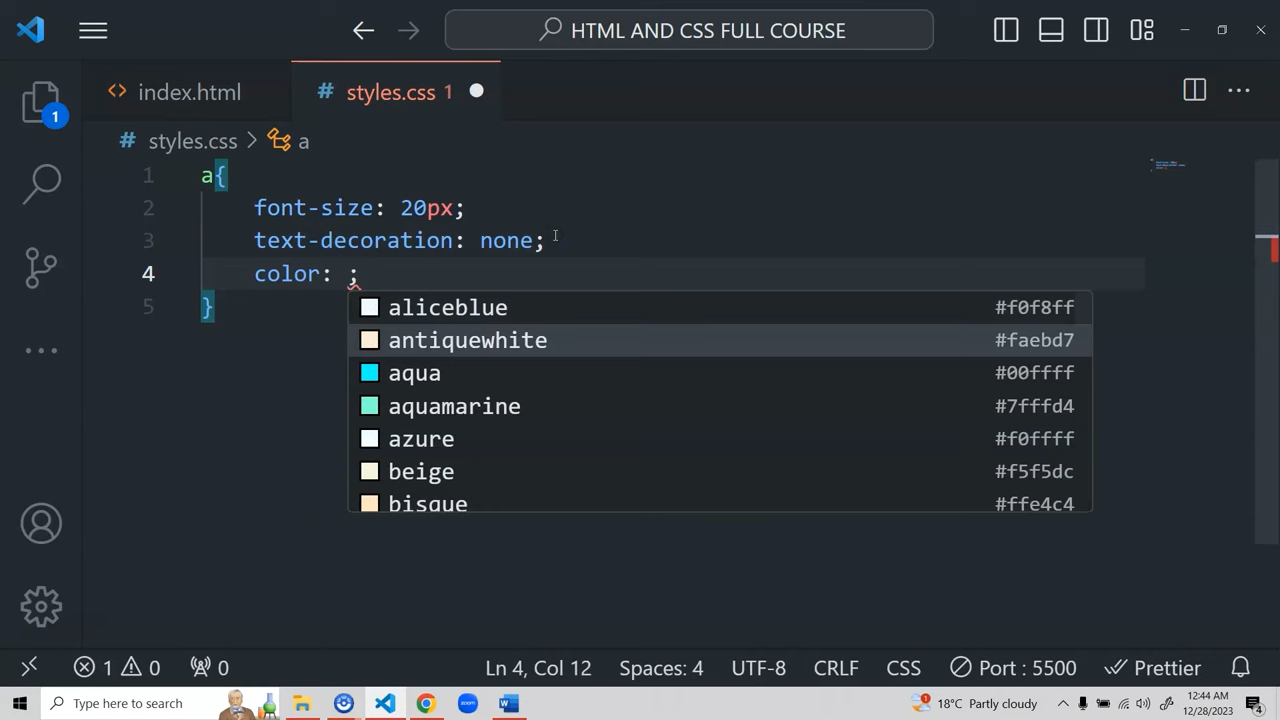 HTML AND CSS FULL COURSE
<> index.html
# styles.css 1
1
# styles.css > a
1 a{
2 font-size: 20px;
3 text-decoration: none;
4 color: ;
5 }
aliceblue #f0f8ff
antiquewhite #faebd7
aqua #00ffff
aquamarine #7fffd4
azure #f0ffff
beige #f5f5dc
bisque #ffe4c4
1 0 0 Ln 4, Col 12 Spaces: 4 UTF-8 CRLF CSS Port : 5500 Prettier
Type here to search 18°C Partly cloudy 12:44 AM
12/28/2023 4